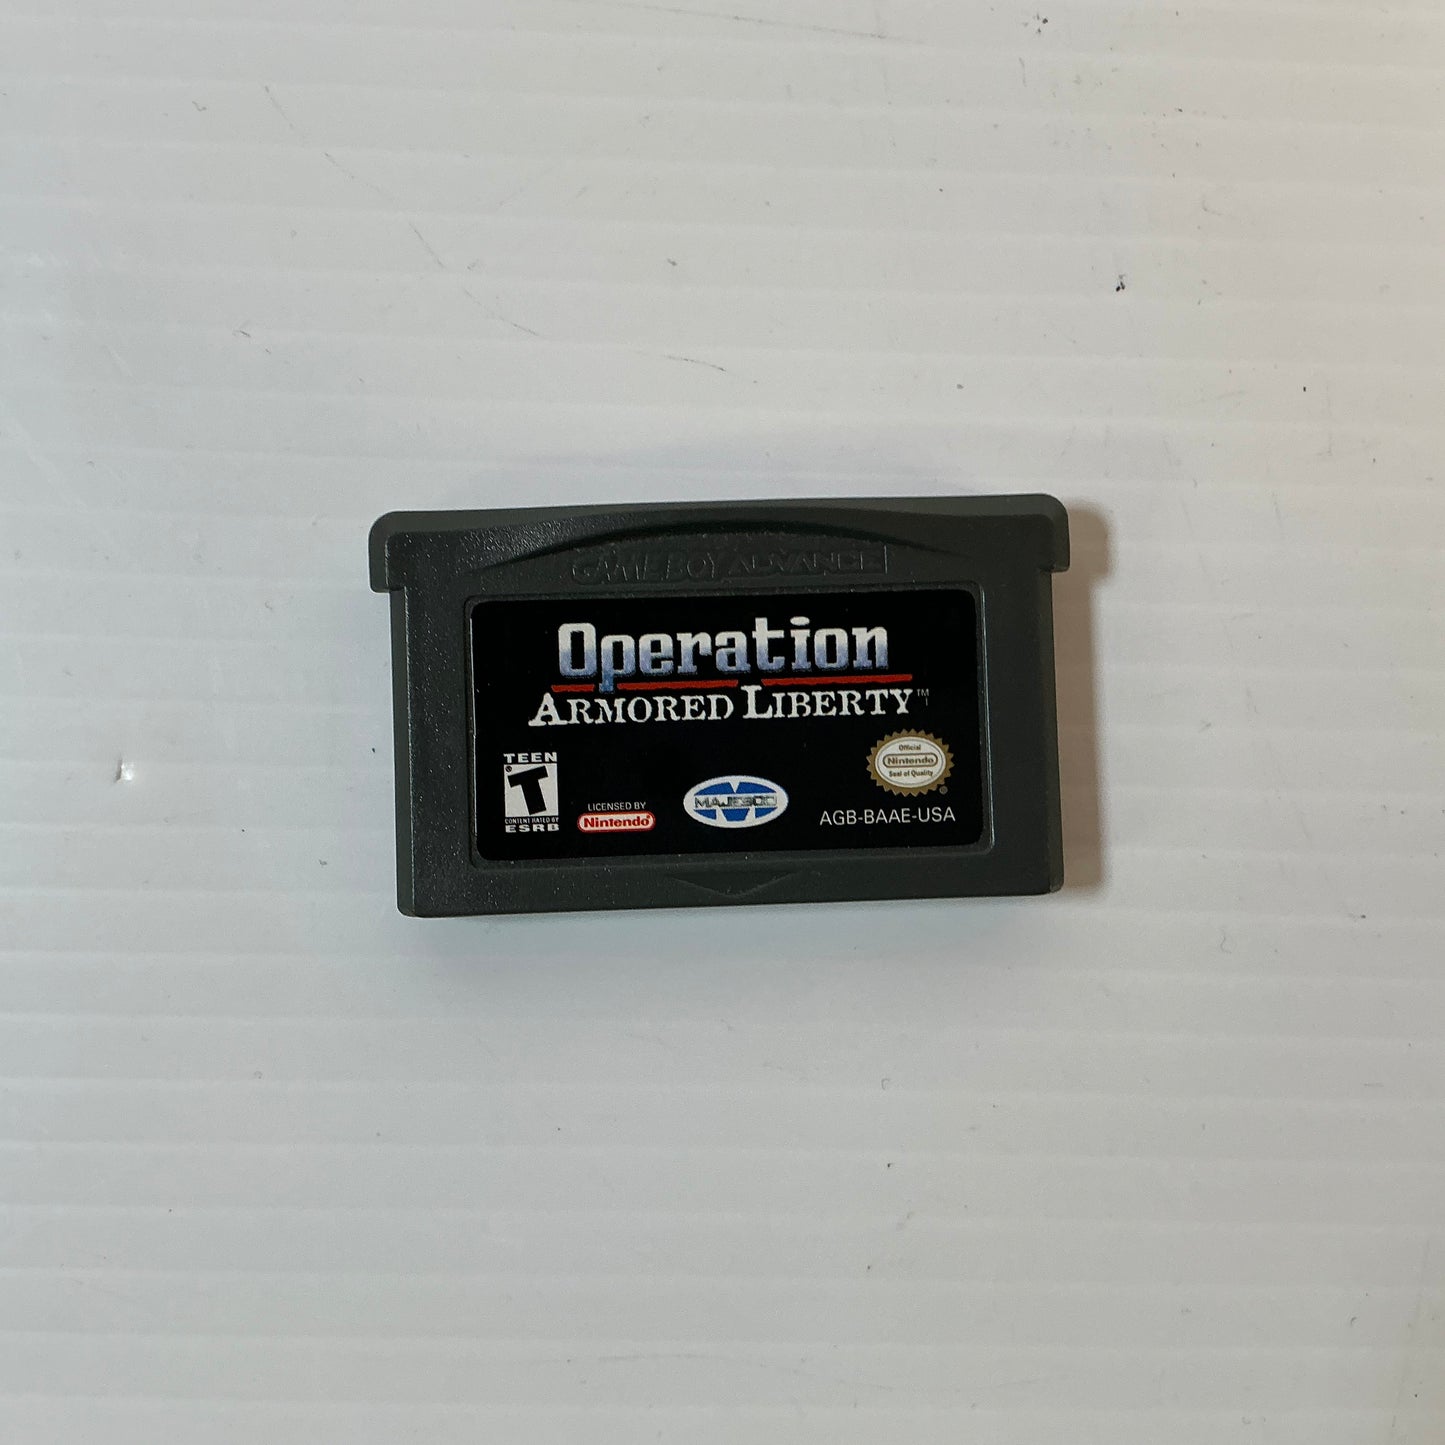 GAME BOY ADVANCE
Operation
ARMORED LIBERTY™
TEEN
T
®
CONTENT RATED BY
ESRB
LICENSED BY
Nintendo®
MAJESCO
Official
Nintendo
Seal of Quality
®
AGB-BAAE-USA